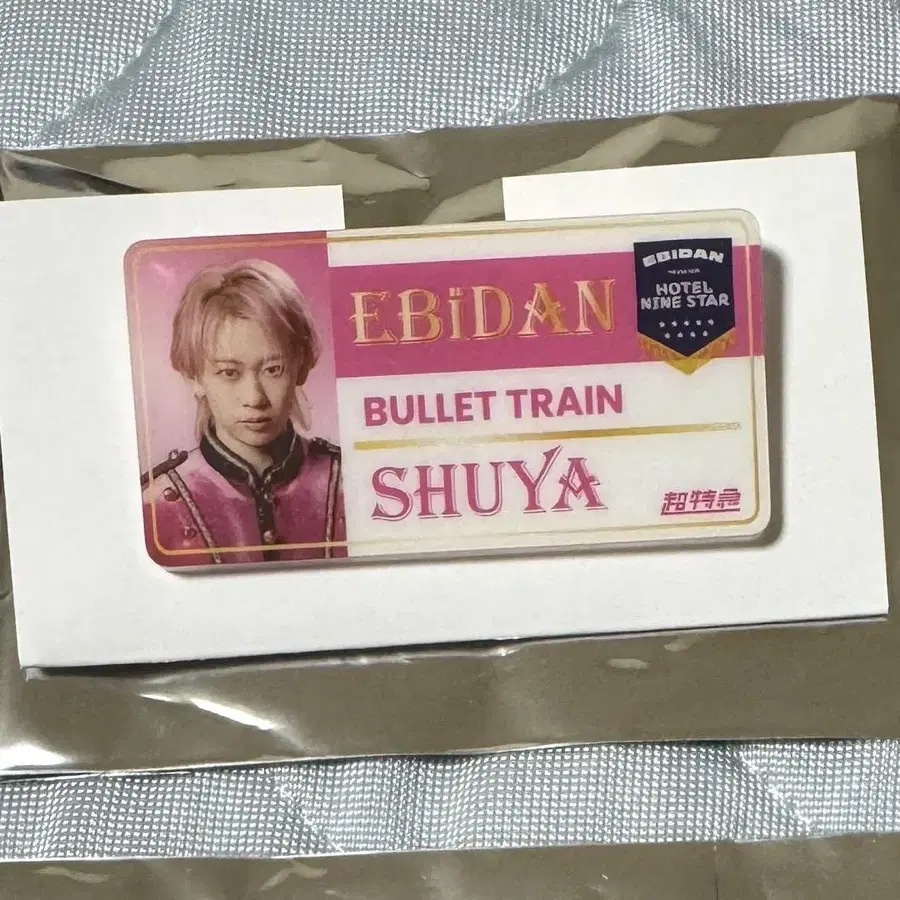 EBiDAN
EBiDAN
HOTEL
NINE STAR
BULLET TRAIN
SHUYA
超特急